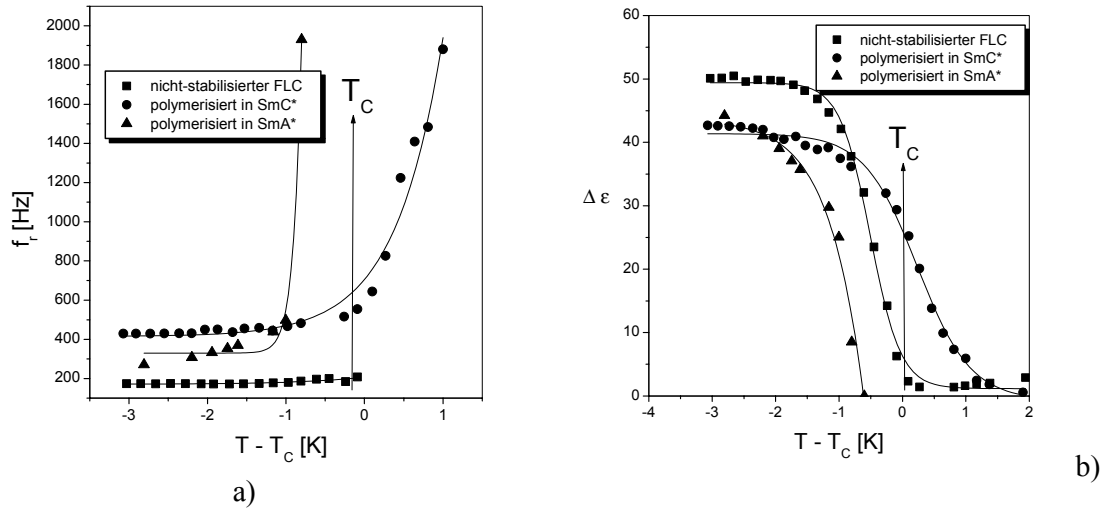 2000
1800
1600
1400
1200
1000
800
600
400
200
f_r [Hz]
nicht-stabilisierter FLC
polymerisiert in SmC*
polymerisiert in SmA*
T_C
-3 -2 -1 0 1
T - T_C [K]
a)
60
50
40
30
20
10
0
Δ ε
nicht-stabilisierter FLC
polymerisiert in SmC*
polymerisiert in SmA*
T_C
-4 -3 -2 -1 0 1 2
T - T_C [K]
b)